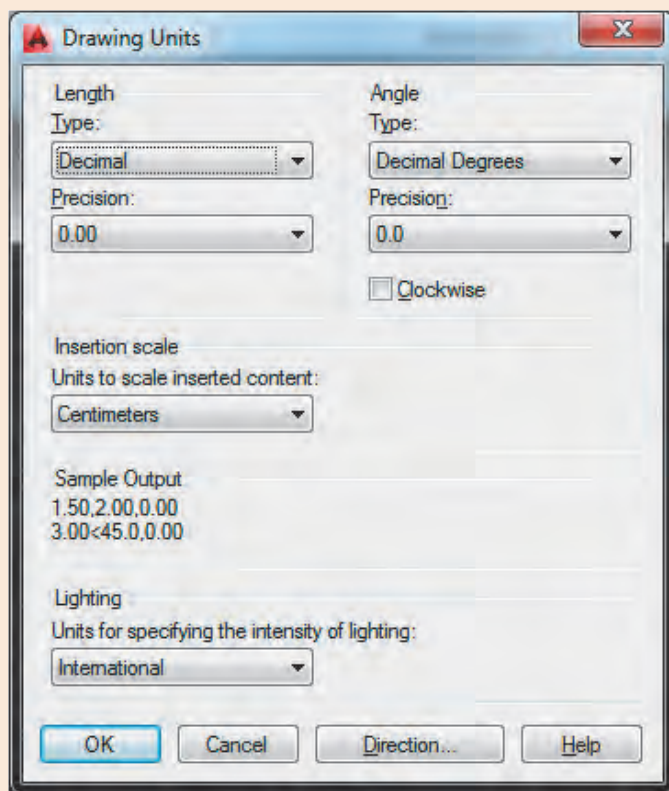 Drawing Units
Length
Type:
Decimal
Precision:
0.00
Angle
Type:
Decimal Degrees
Precision:
0.0
Clockwise
Insertion scale
Units to scale inserted content:
Centimeters
Sample Output
1.50,2.00,0.00
3.00<45.0,0.00
Lighting
Units for specifying the intensity of lighting:
International
OK Cancel Direction... Help